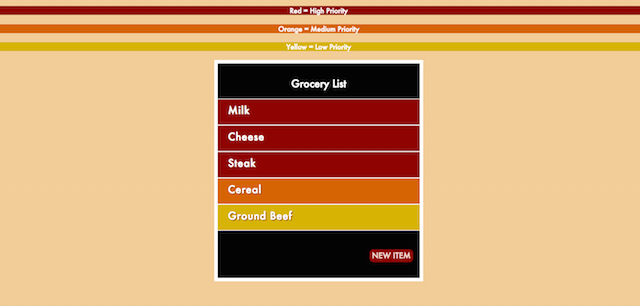 Red = High Priority
Orange = Medium Priority
Yellow = Low Priority
Grocery List
Milk
Cheese
Steak
Cereal
Ground Beef
NEW ITEM